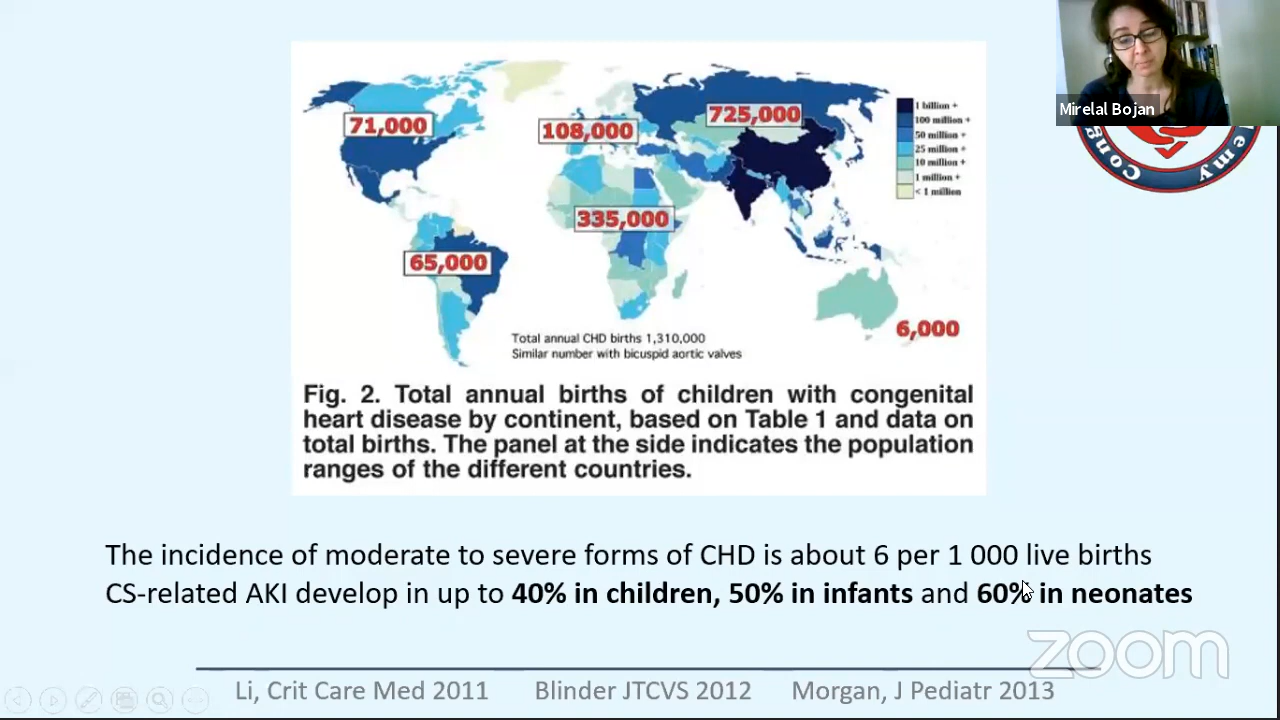 Mirelal Bojan
Cong
emy
71,000
108,000
725,000
335,000
65,000
6,000
1 billion +
100 million +
50 million +
25 million +
10 million +
1 million +
< 1 million
Total annual CHD births 1,310,000
Similar number with bicuspid aortic valves
Fig. 2. Total annual births of children with congenital
heart disease by continent, based on Table 1 and data on
total births. The panel at the side indicates the population
ranges of the different countries.
The incidence of moderate to severe forms of CHD is about 6 per 1 000 live births
CS-related AKI develop in up to 40% in children, 50% in infants and 60% in neonates
zoom
Li, Crit Care Med 2011 Blinder JTCVS 2012 Morgan, J Pediatr 2013